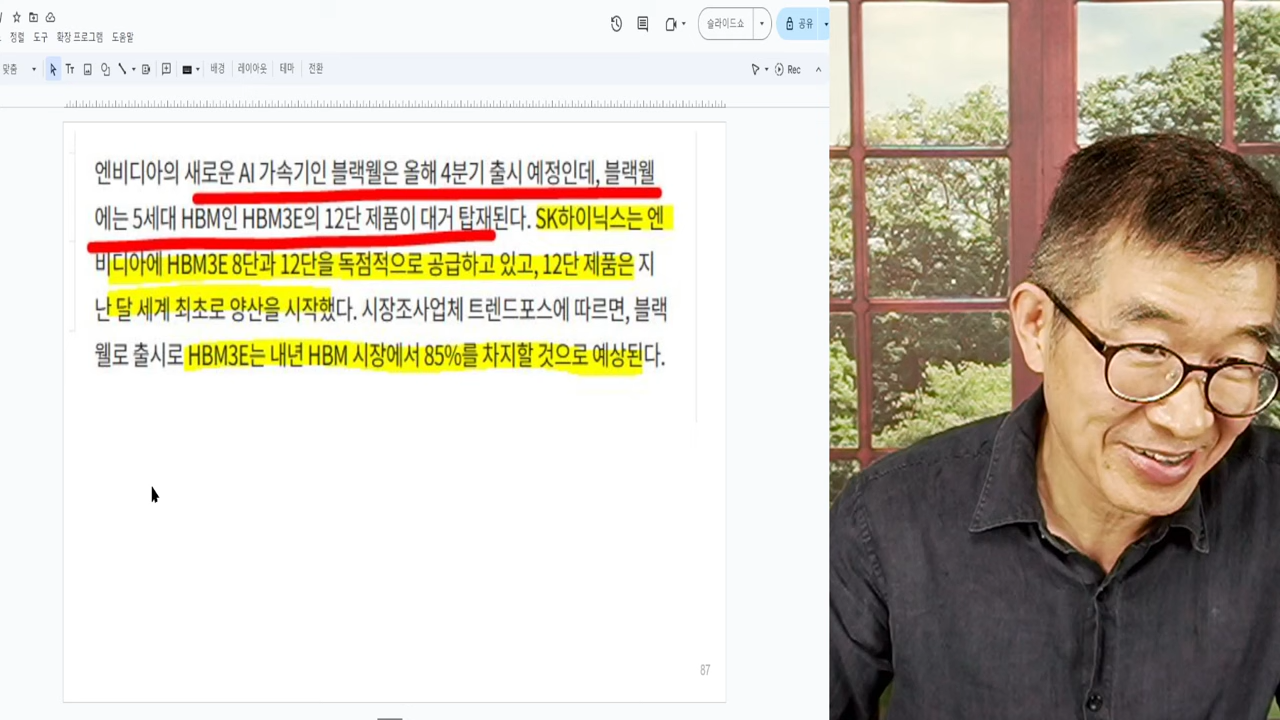 정렬 도구 확장 프로그램 도움말
슬라이드쇼
공유
맞춤
배경 레이아웃 테마 전환
Rec
엔비디아의 새로운 AI 가속기인 블랙웰은 올해 4분기 출시 예정인데, 블랙웰
에는 5세대 HBM인 HBM3E의 12단 제품이 대거 탑재된다. SK하이닉스는 엔
비디아에 HBM3E 8단과 12단을 독점적으로 공급하고 있고, 12단 제품은 지
난 달 세계 최초로 양산을 시작했다. 시장조사업체 트렌드포스에 따르면, 블랙
웰로 출시로 HBM3E는 내년 HBM 시장에서 85%를 차지할 것으로 예상된다.
87